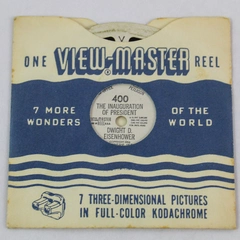 ONE VIEW-MASTER REEL
7 MORE WONDERS
OF THE WORLD
400
THE INAUGURATION
OF PRESIDENT
DWIGHT D.
EISENHOWER
7 THREE-DIMENSIONAL PICTURES
IN FULL-COLOR KODACHROME